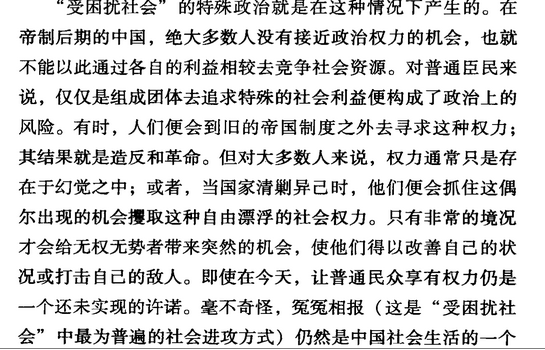 “受困扰社会”的特殊政治就是在这种情况下产生的。在
帝制后期的中国，绝大多数人没有接近政治权力的机会，也就
不能以此通过各自的利益相较去竞争社会资源。对普通臣民来
说，仅仅是组成团体去追求特殊的社会利益便构成了政治上的
风险。有时，人们便会到旧的帝国制度之外去寻求这种权力；
其结果就是造反和革命。但对大多数人来说，权力通常只是存
在于幻觉之中；或者，当国家清剿异己时，他们便会抓住这偶
尔出现的机会攫取这种自由漂浮的社会权力。只有非常的境况
才会给无权无势者带来突然的机会，使他们得以改善自己的状
况或打击自己的敌人。即使在今天，让普通民众享有权力仍是
一个还未实现的许诺。毫不奇怪，冤冤相报（这是“受困扰社
会”中最为普遍的社会进攻方式）仍然是中国社会生活的一个